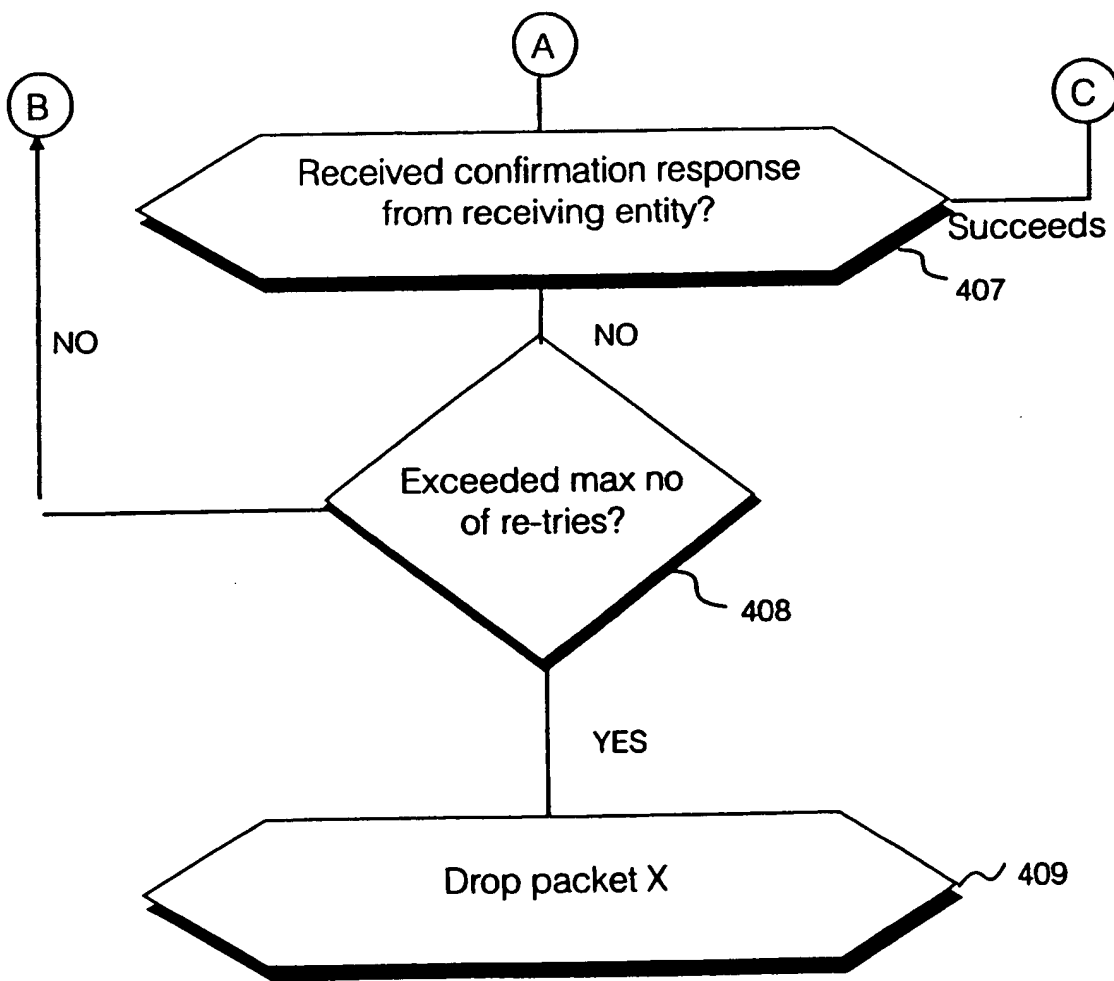 A
B
C
Received confirmation response
from receiving entity?
Succeeds
407
NO
NO
Exceeded max no
of re-tries?
408
YES
Drop packet X
409